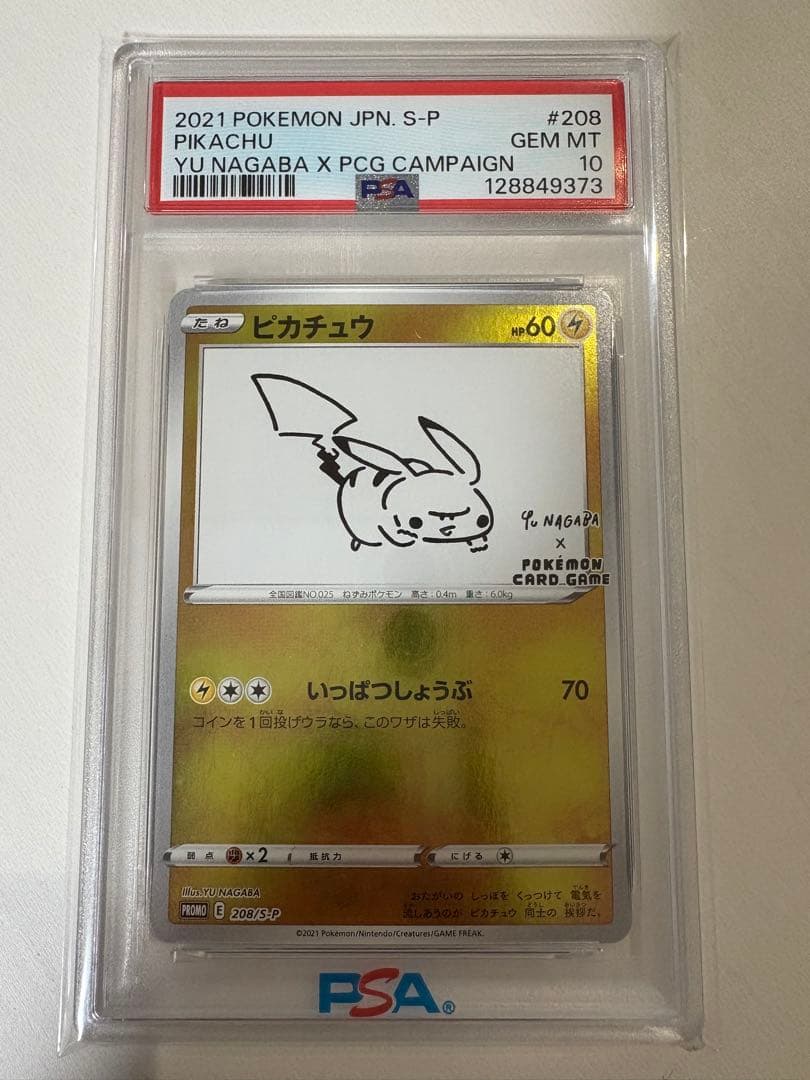 2021 POKEMON JPN. S-P #208
PIKACHU GEM MT
YU NAGABA X PCG CAMPAIGN 10
PSA 128849373
たね ピカチュウ HP60
Yu NAGABA
X
POKÉMON
CARD GAME
全国図鑑NO.025 ねずみポケモン 高さ:0.4m 重さ:6.0kg
いっぱつしょうぶ 70
コインを1回投げウラなら、このワザは失敗。
弱点 ×2 抵抗力 にげる
Illus.YU NAGABA
おたがいの しっぽを くっつけて 電気を
流しあうのが ピカチュウ 同士の 挨拶だ。
PROMO E 208/S-P
©2021 Pokémon/Nintendo/Creatures/GAME FREAK.
PSA®